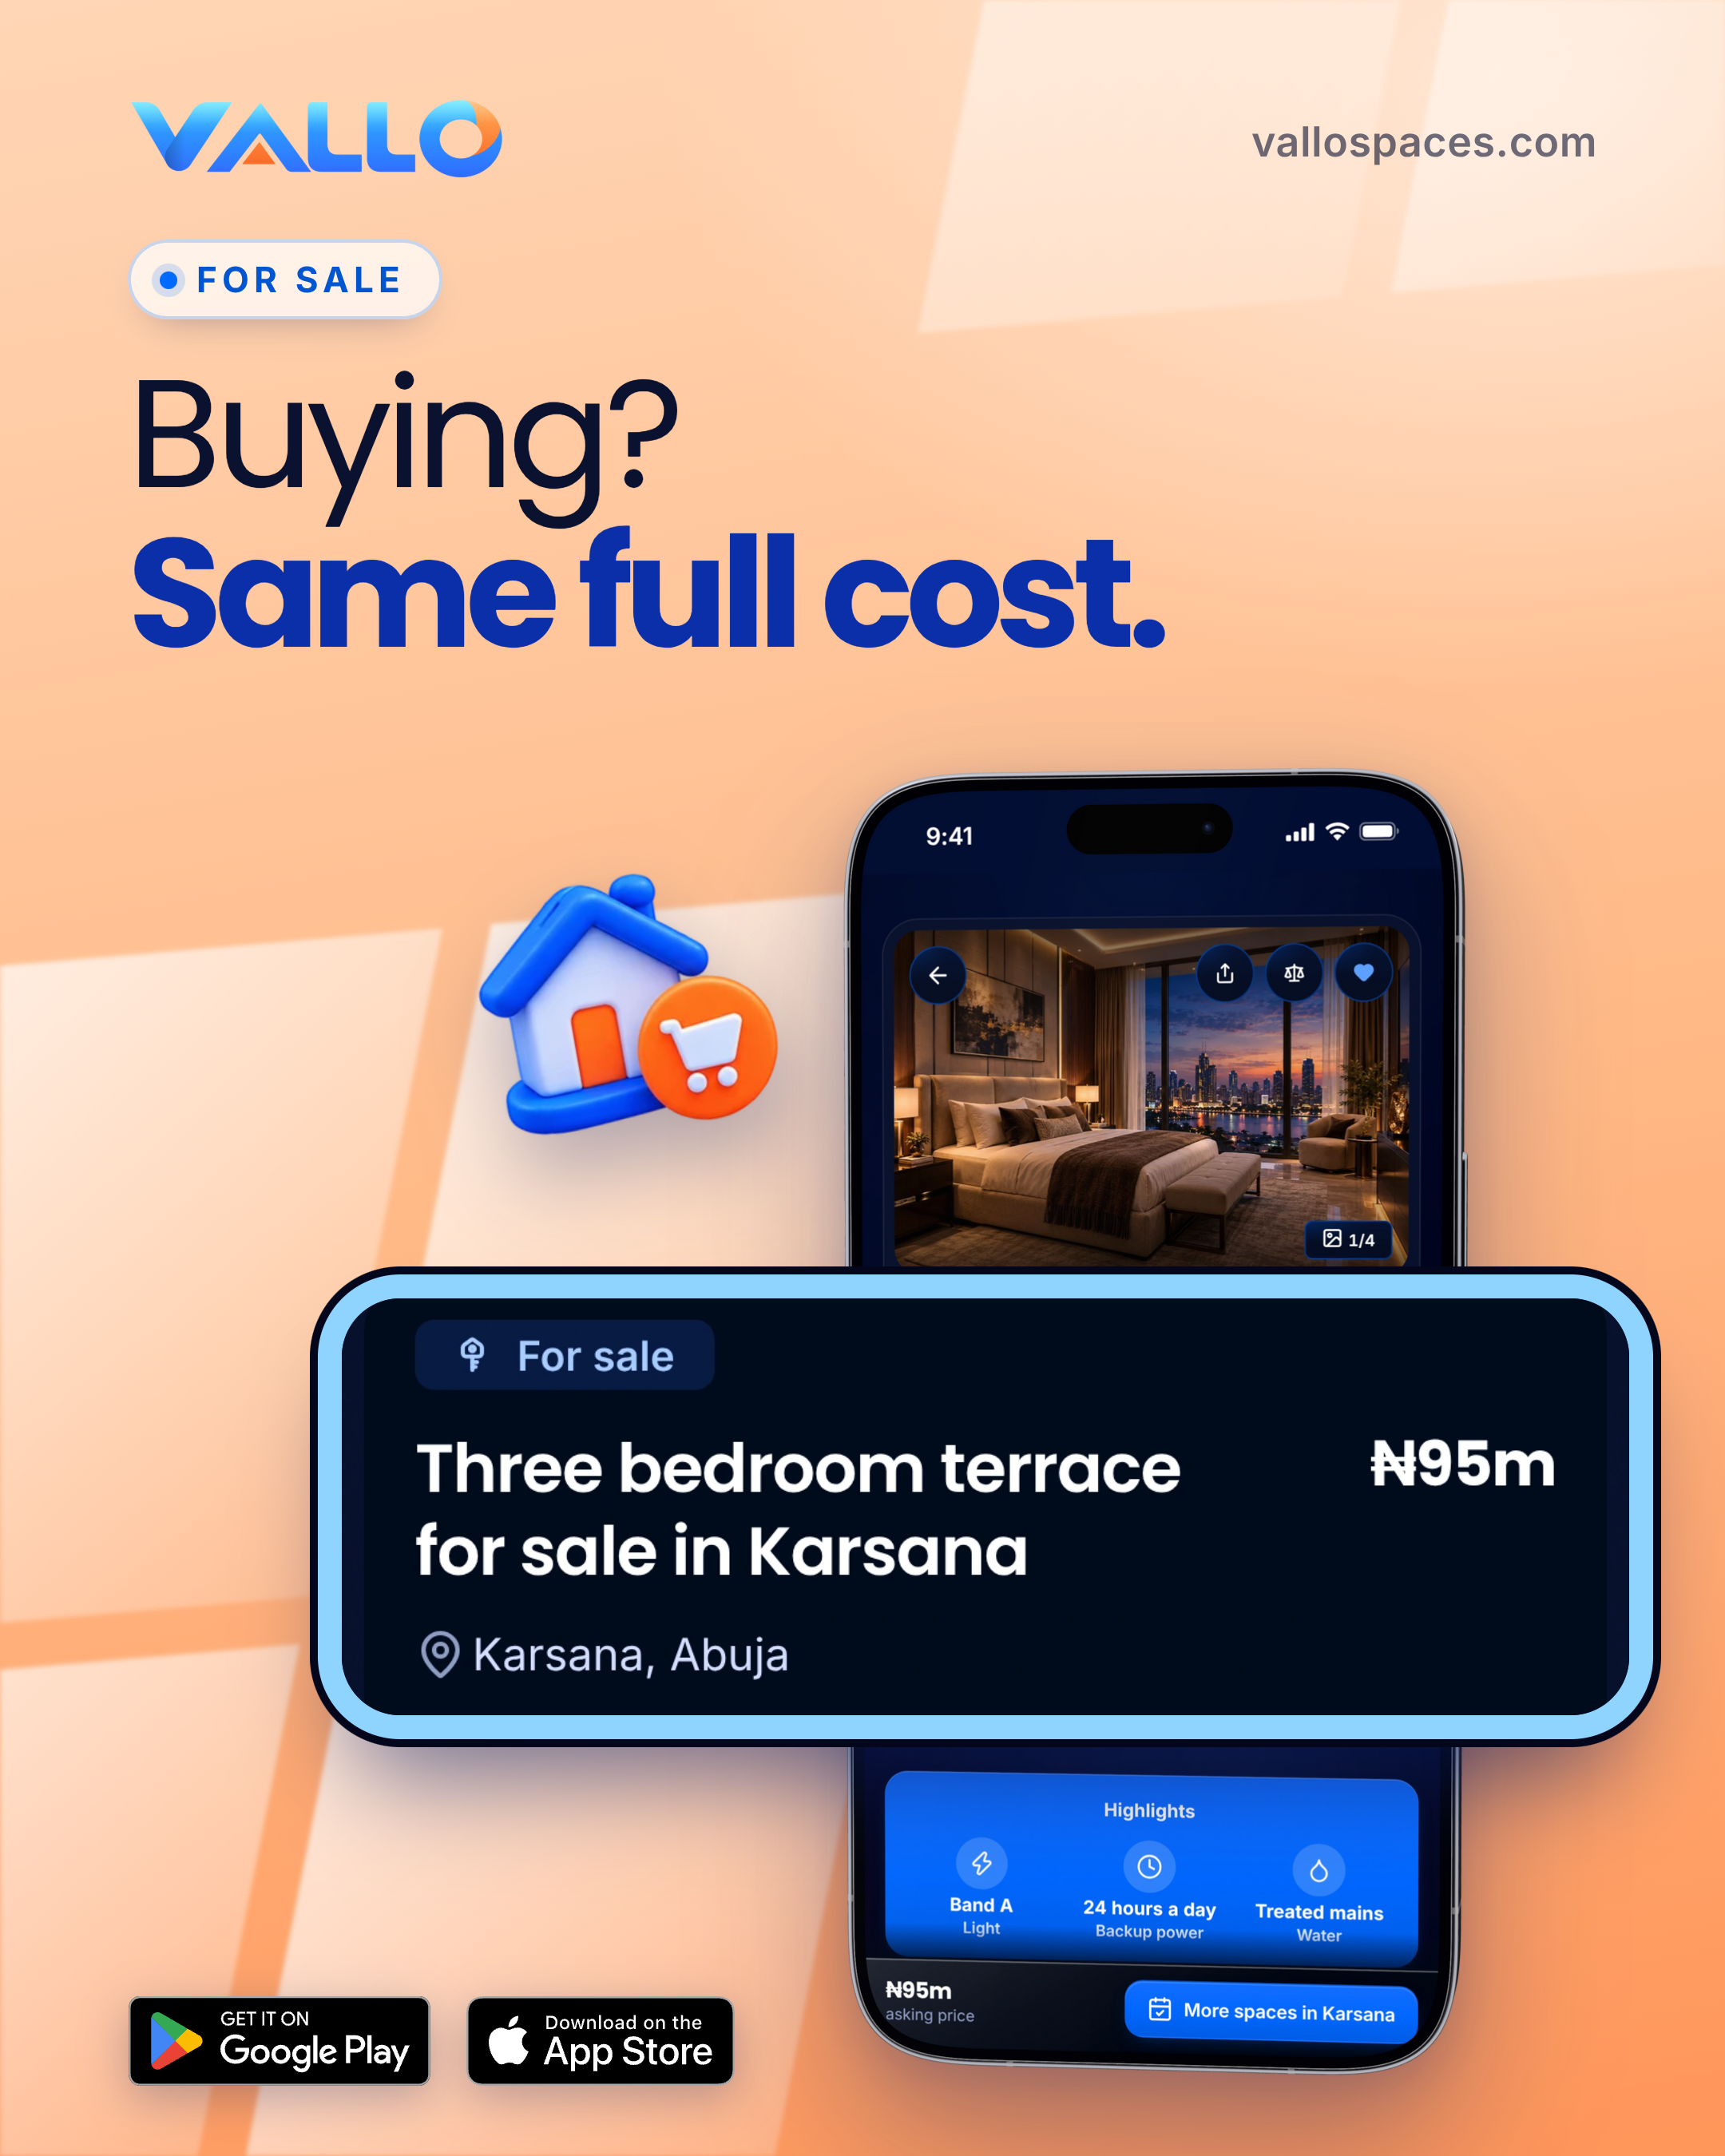 VALLO
vallospaces.com
FOR SALE
Buying?
Same full cost.
9:41
1/4
For sale
Three bedroom terrace
for sale in Karsana
₦95m
Karsana, Abuja
Highlights
Band A
Light
24 hours a day
Backup power
Treated mains
Water
₦95m
asking price
More spaces in Karsana
GET IT ON
Google Play
Download on the
App Store